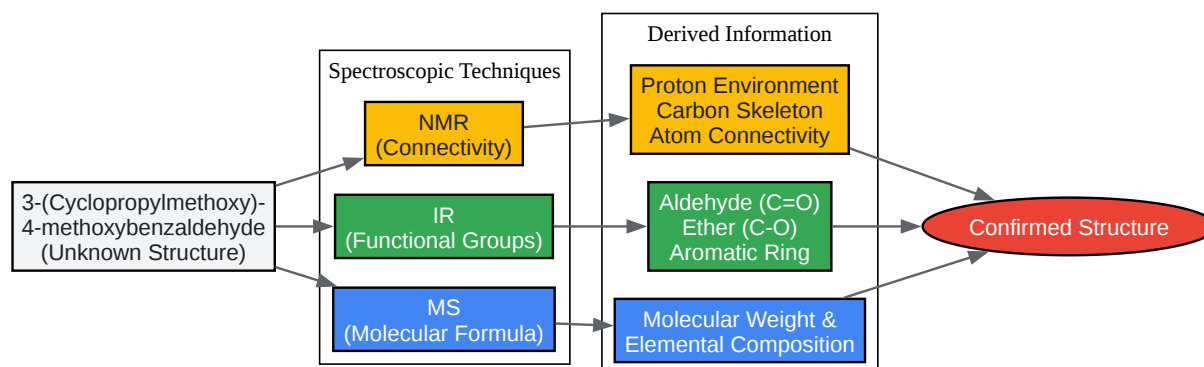 Derived Information
Spectroscopic Techniques
Proton Environment
Carbon Skeleton
Atom Connectivity
NMR
(Connectivity)
3-(Cyclopropylmethoxy)-
4-methoxybenzaldehyde
(Unknown Structure)
IR
(Functional Groups)
Aldehyde (C=O)
Ether (C-O)
Aromatic Ring
Confirmed Structure
MS
(Molecular Formula)
Molecular Weight &
Elemental Composition